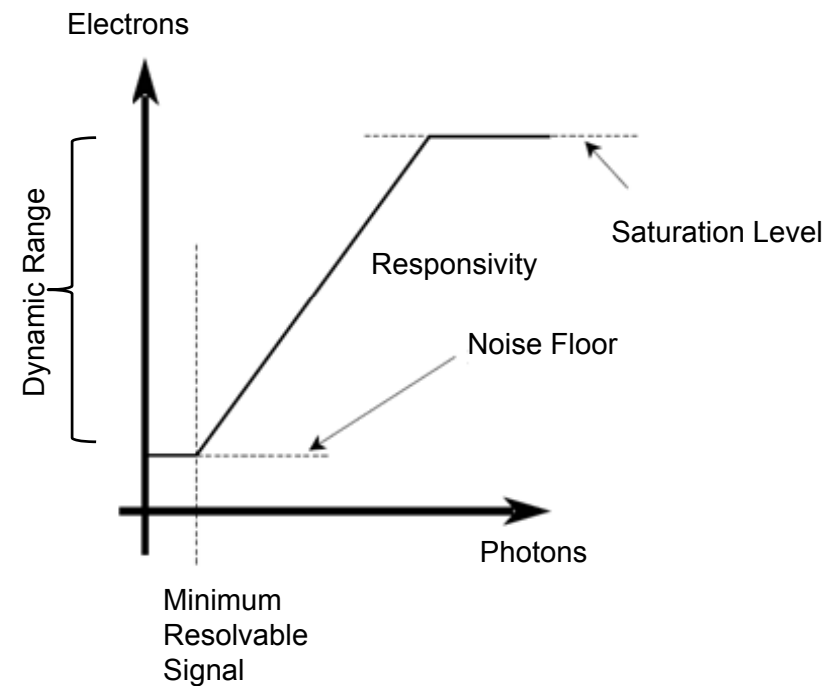 Electrons
Dynamic Range
Saturation Level
Responsivity
Noise Floor
Photons
Minimum
Resolvable
Signal